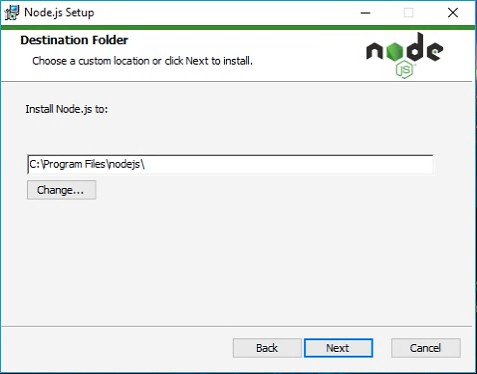 Node.js Setup
Destination Folder
Choose a custom location or click Next to install.
node
JS
Install Node.js to:
C:\Program Files\nodejs\
Change...
Back Next Cancel